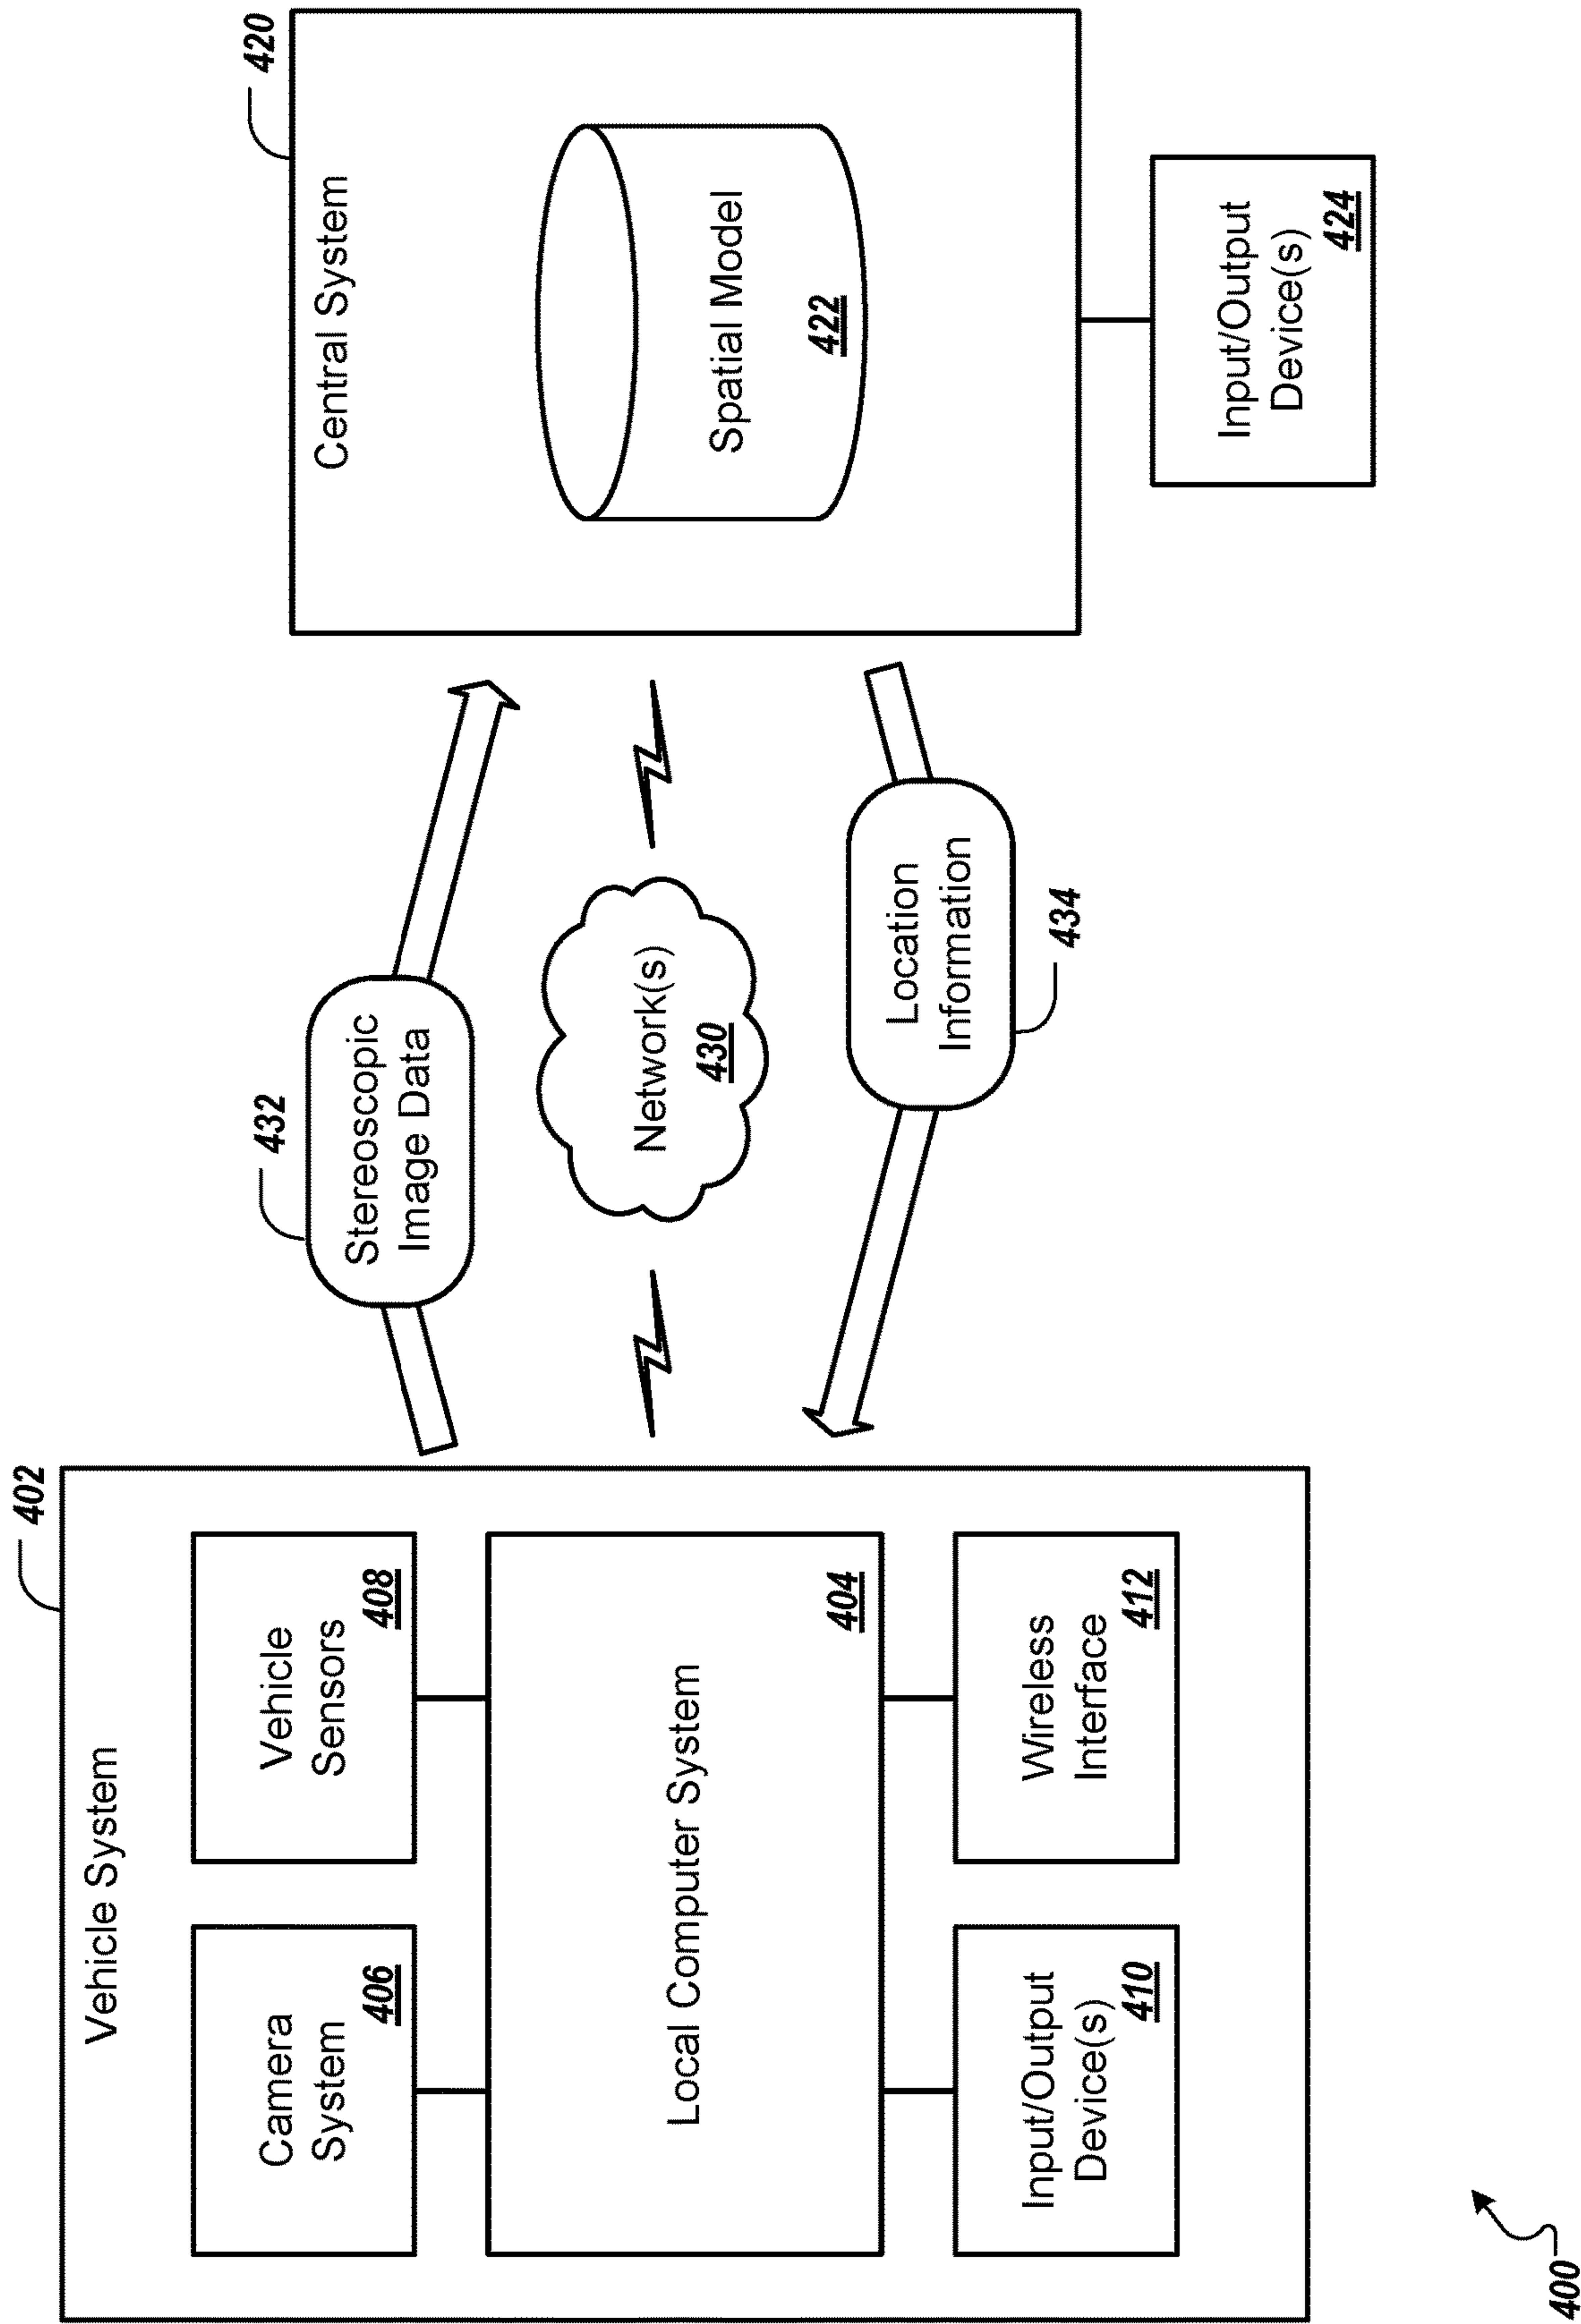 402
Vehicle System
Camera
System
406
Vehicle
Sensors
408
Local Computer System
404
Input/Output
Device(s)
410
Wireless
Interface
412
432
Stereoscopic
Image Data
Network(s)
430
Location
Information
434
420
Central System
Spatial Model
422
Input/Output
Device(s)
424
400